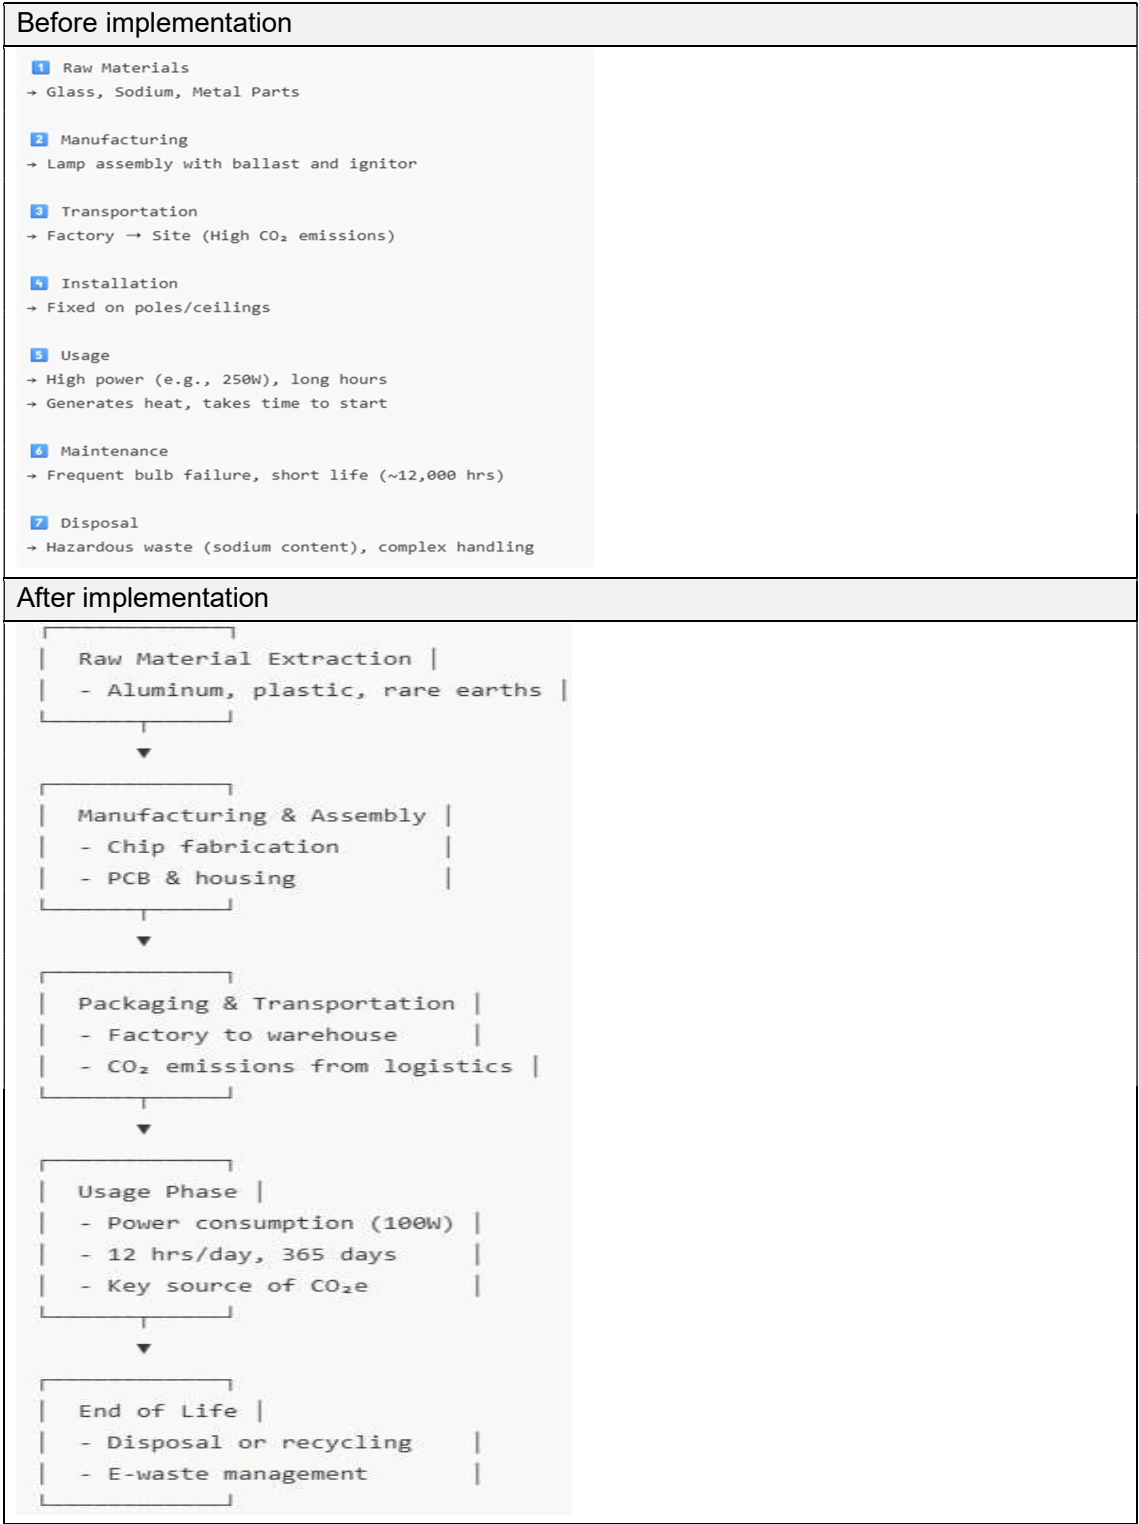 Before implementation
1 Raw Materials
→ Glass, Sodium, Metal Parts
2 Manufacturing
→ Lamp assembly with ballast and ignitor
3 Transportation
→ Factory → Site (High CO₂ emissions)
4 Installation
→ Fixed on poles/ceilings
5 Usage
→ High power (e.g., 250W), long hours
→ Generates heat, takes time to start
6 Maintenance
→ Frequent bulb failure, short life (~12,000 hrs)
7 Disposal
→ Hazardous waste (sodium content), complex handling
After implementation
Raw Material Extraction
- Aluminum, plastic, rare earths
Manufacturing & Assembly
- Chip fabrication
- PCB & housing
Packaging & Transportation
- Factory to warehouse
- CO₂ emissions from logistics
Usage Phase
- Power consumption (100W)
- 12 hrs/day, 365 days
- Key source of CO₂e
End of Life
- Disposal or recycling
- E-waste management